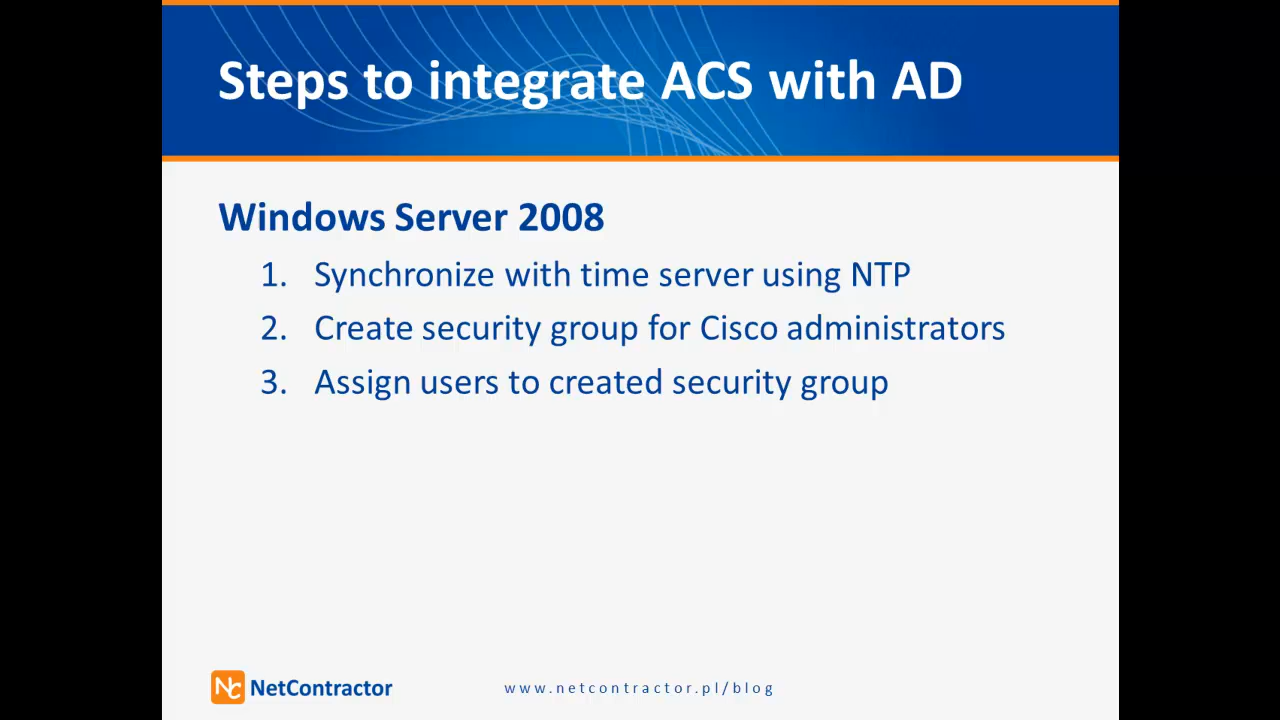 Steps to integrate ACS with AD
Windows Server 2008
1. Synchronize with time server using NTP
2. Create security group for Cisco administrators
3. Assign users to created security group
NC NetContractor
www.netcontractor.pl/blog